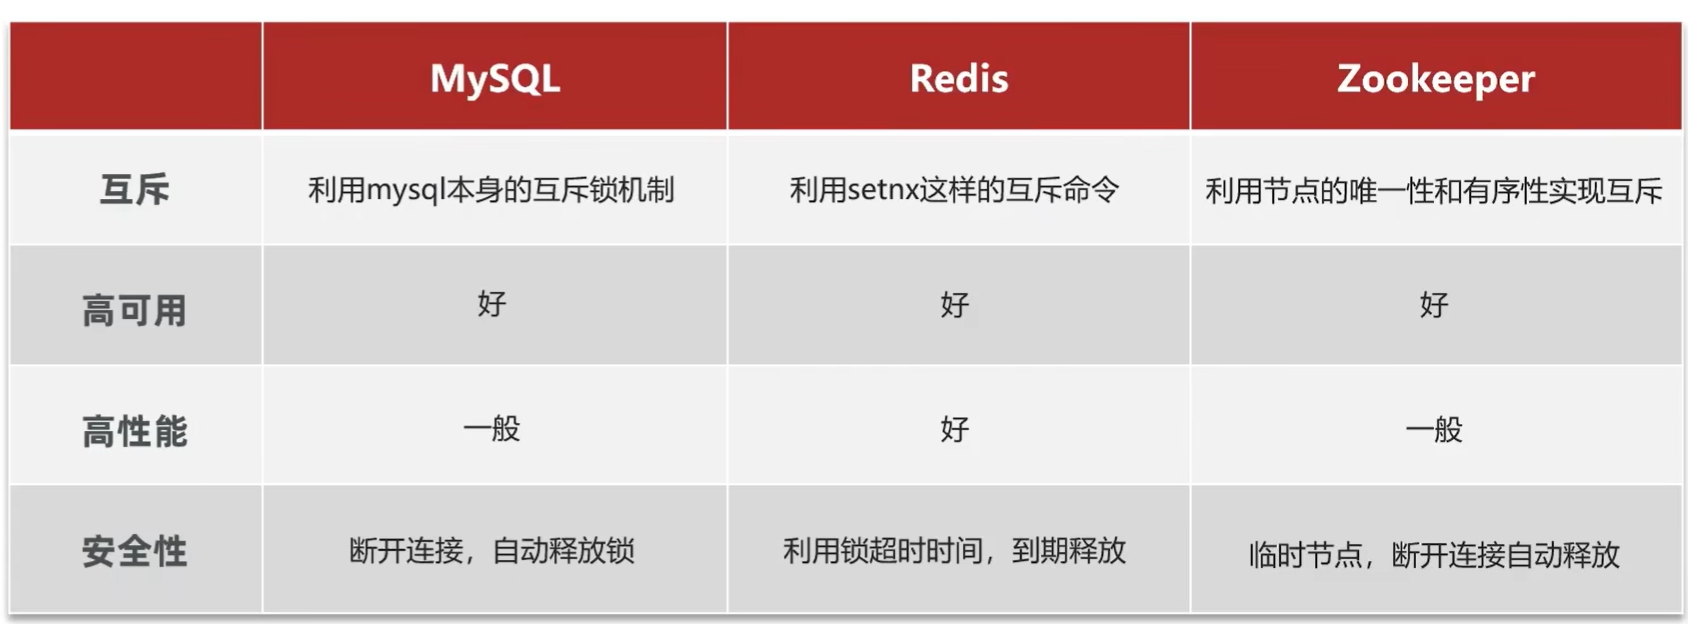 MySQL Redis Zookeeper
互斥 利用mysql本身的互斥锁机制 利用setnx这样的互斥命令 利用节点的唯一性和有序性实现互斥
高可用 好 好 好
高性能 一般 好 一般
安全性 断开连接，自动释放锁 利用锁超时时间，到期释放 临时节点，断开连接自动释放